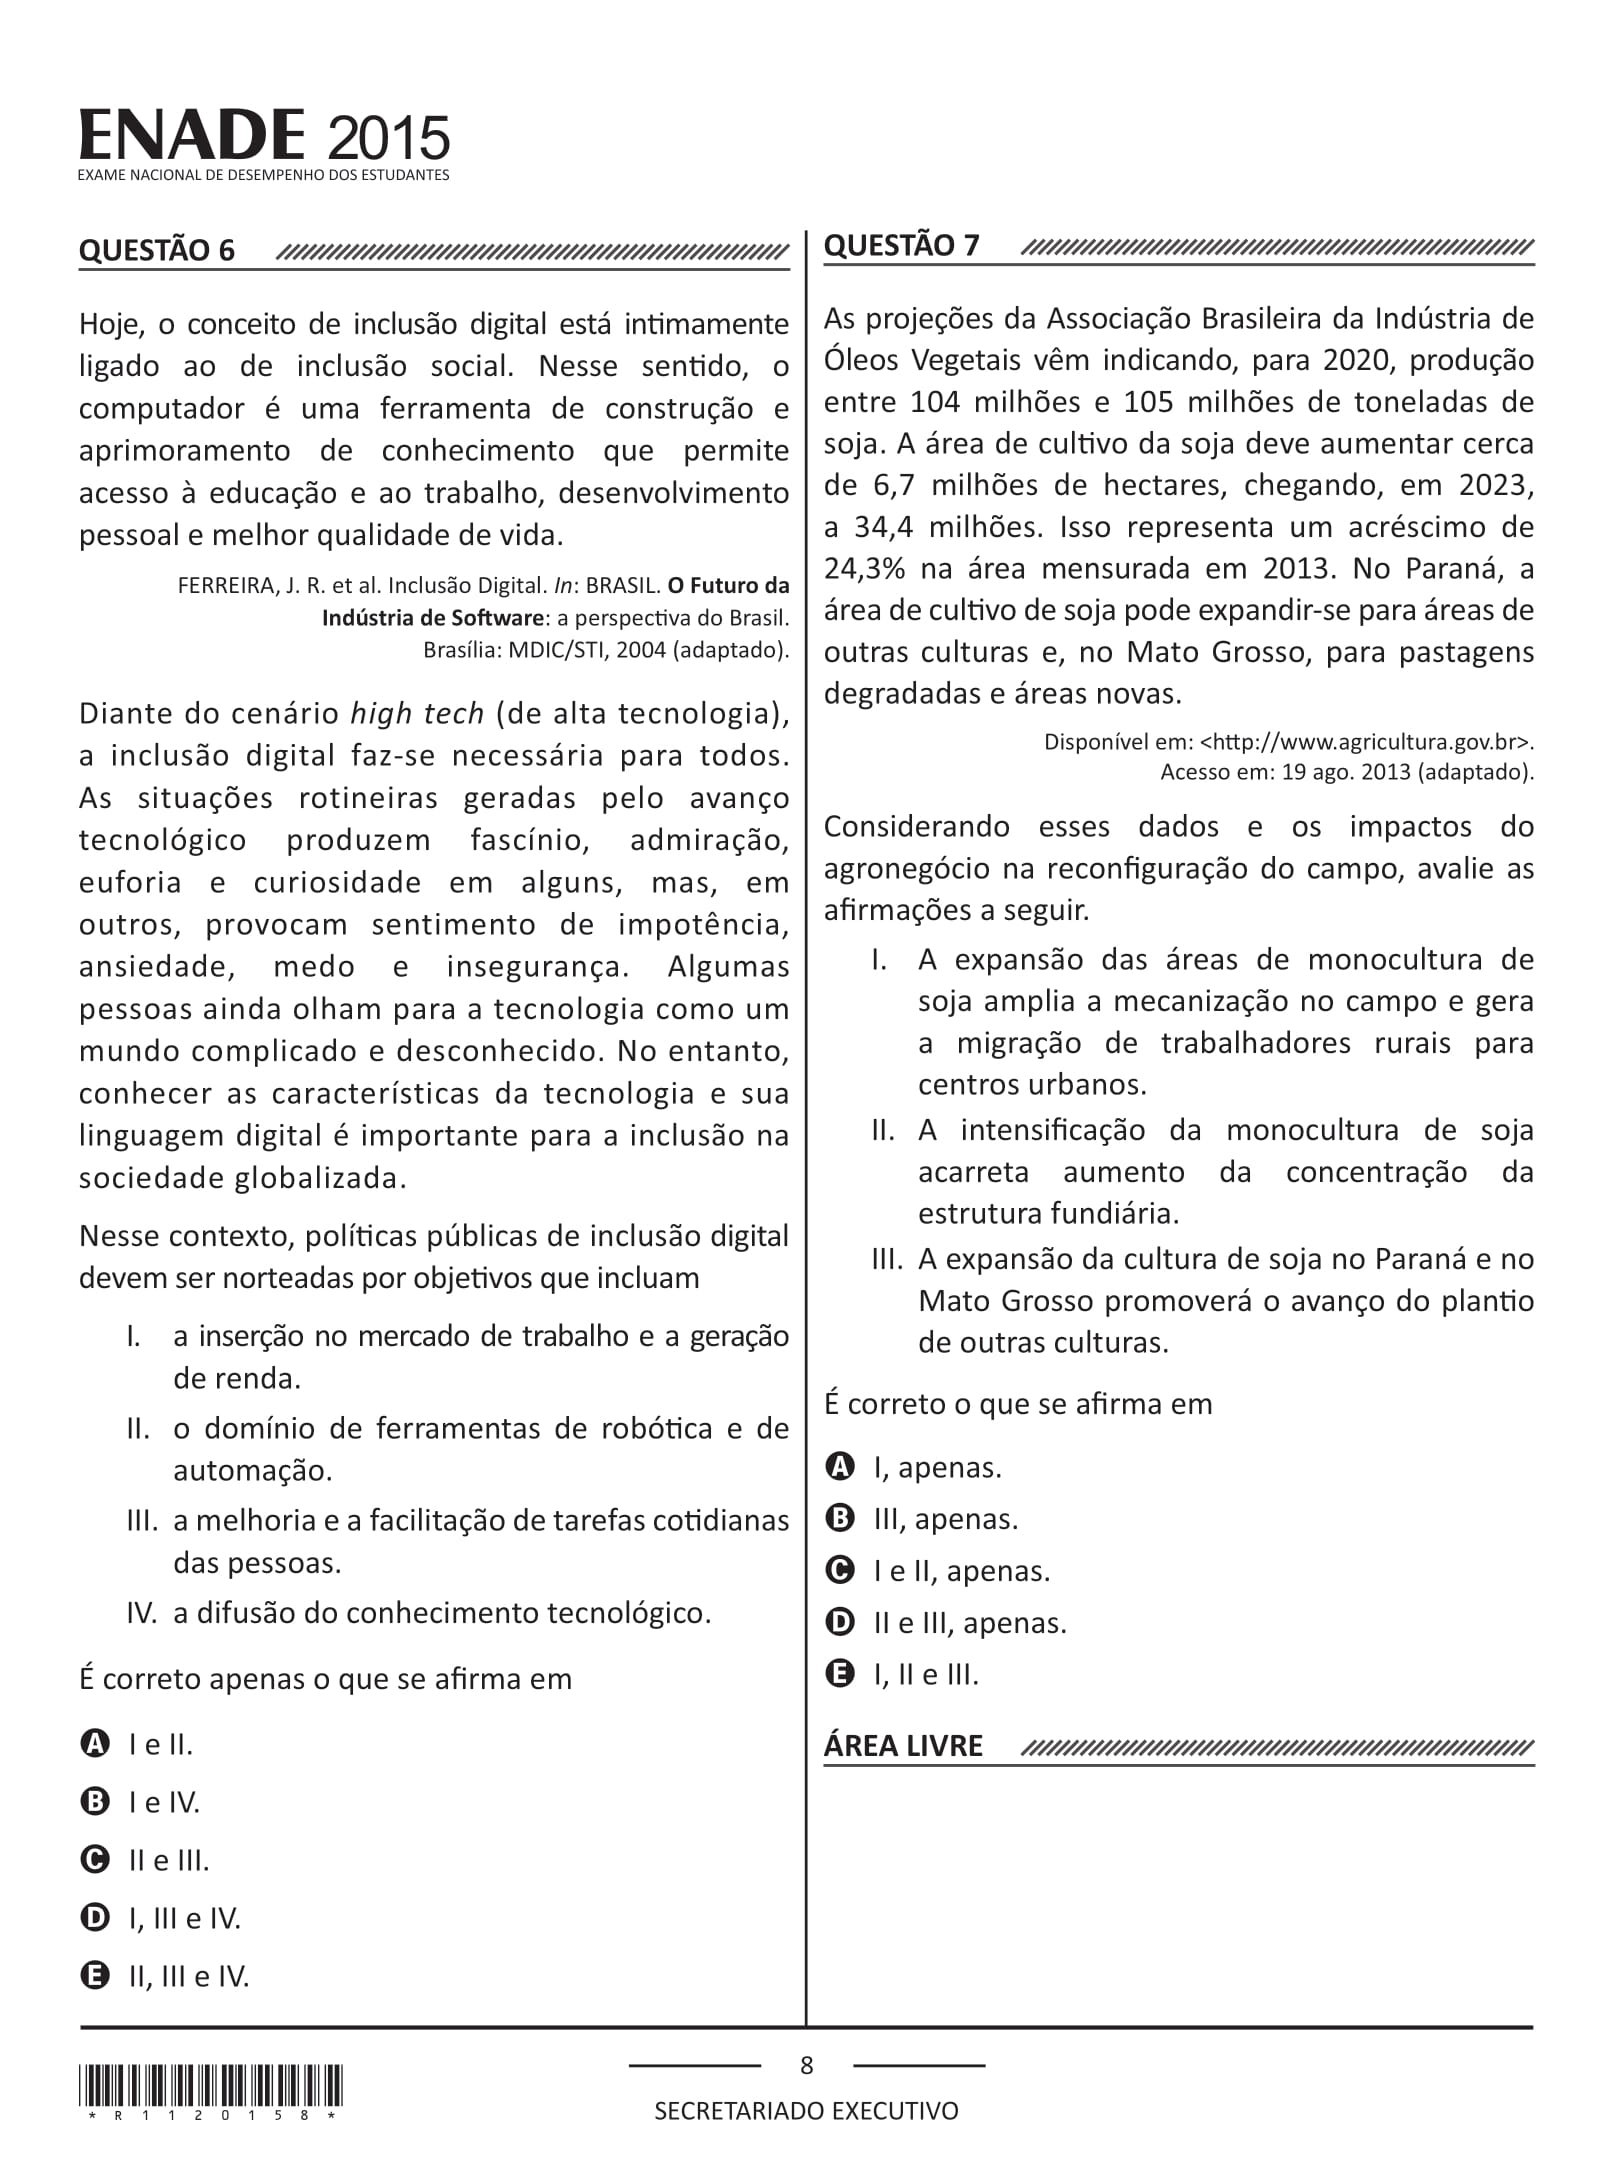 ENADE 2015
EXAME NACIONAL DE DESEMPENHO DOS ESTUDANTES
QUESTÃO 6
Hoje, o conceito de inclusão digital está intimamente
ligado ao de inclusão social. Nesse sentido, o
computador é uma ferramenta de construção e
aprimoramento de conhecimento que permite
acesso à educação e ao trabalho, desenvolvimento
pessoal e melhor qualidade de vida.
FERREIRA, J. R. et al. Inclusão Digital. In: BRASIL. O Futuro da
Indústria de Software: a perspectiva do Brasil.
Brasília: MDIC/STI, 2004 (adaptado).
Diante do cenário high tech (de alta tecnologia),
a inclusão digital faz-se necessária para todos.
As situações rotineiras geradas pelo avanço
tecnológico produzem fascínio, admiração,
euforia e curiosidade em alguns, mas, em
outros, provocam sentimento de impotência,
ansiedade, medo e insegurança. Algumas
pessoas ainda olham para a tecnologia como um
mundo complicado e desconhecido. No entanto,
conhecer as características da tecnologia e sua
linguagem digital é importante para a inclusão na
sociedade globalizada.
Nesse contexto, políticas públicas de inclusão digital
devem ser norteadas por objetivos que incluam
I. a inserção no mercado de trabalho e a geração
de renda.
II. o domínio de ferramentas de robótica e de
automação.
III. a melhoria e a facilitação de tarefas cotidianas
das pessoas.
IV. a difusão do conhecimento tecnológico.
É correto apenas o que se afirma em
A I e II.
B I e IV.
C II e III.
D I, III e IV.
E II, III e IV.
QUESTÃO 7
As projeções da Associação Brasileira da Indústria de
Óleos Vegetais vêm indicando, para 2020, produção
entre 104 milhões e 105 milhões de toneladas de
soja. A área de cultivo da soja deve aumentar cerca
de 6,7 milhões de hectares, chegando, em 2023,
a 34,4 milhões. Isso representa um acréscimo de
24,3% na área mensurada em 2013. No Paraná, a
área de cultivo de soja pode expandir-se para áreas de
outras culturas e, no Mato Grosso, para pastagens
degradadas e áreas novas.
Disponível em: <http://www.agricultura.gov.br>.
Acesso em: 19 ago. 2013 (adaptado).
Considerando esses dados e os impactos do
agronegócio na reconfiguração do campo, avalie as
afirmações a seguir.
I. A expansão das áreas de monocultura de
soja amplia a mecanização no campo e gera
a migração de trabalhadores rurais para
centros urbanos.
II. A intensificação da monocultura de soja
acarreta aumento da concentração da
estrutura fundiária.
III. A expansão da cultura de soja no Paraná e no
Mato Grosso promoverá o avanço do plantio
de outras culturas.
É correto o que se afirma em
A I, apenas.
B III, apenas.
C I e II, apenas.
D II e III, apenas.
E I, II e III.
ÁREA LIVRE
*R1120158*
8
SECRETARIADO EXECUTIVO